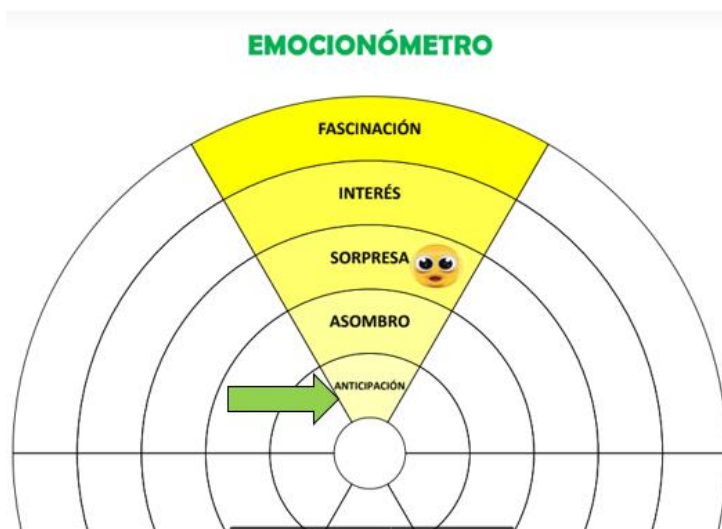 EMOCIONÓMETRO
FASCINACIÓN
INTERÉS
SORPRESA
ASOMBRO
ANTICIPACIÓN